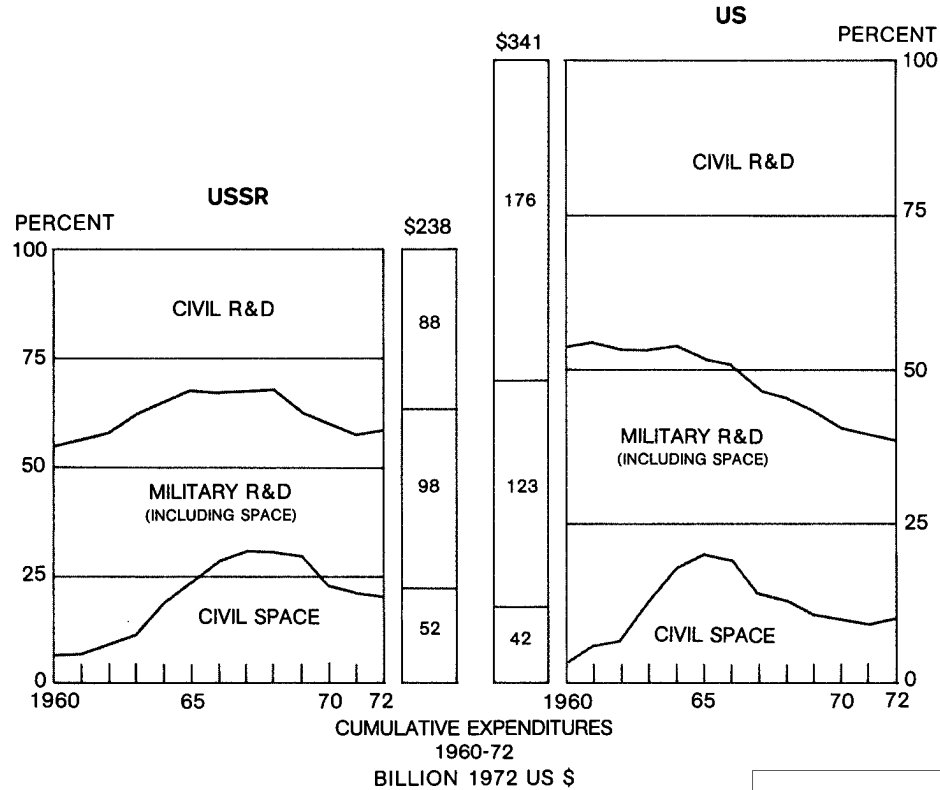 USSR
PERCENT
$238
100
75
50
25
0
CIVIL R&D
MILITARY R&D
(INCLUDING SPACE)
CIVIL SPACE
88
98
52
1960 65 70 72
US
$341
PERCENT
100
75
50
25
0
176
123
42
CIVIL R&D
MILITARY R&D
(INCLUDING SPACE)
CIVIL SPACE
1960 65 70 72
CUMULATIVE EXPENDITURES
1960-72
BILLION 1972 US $